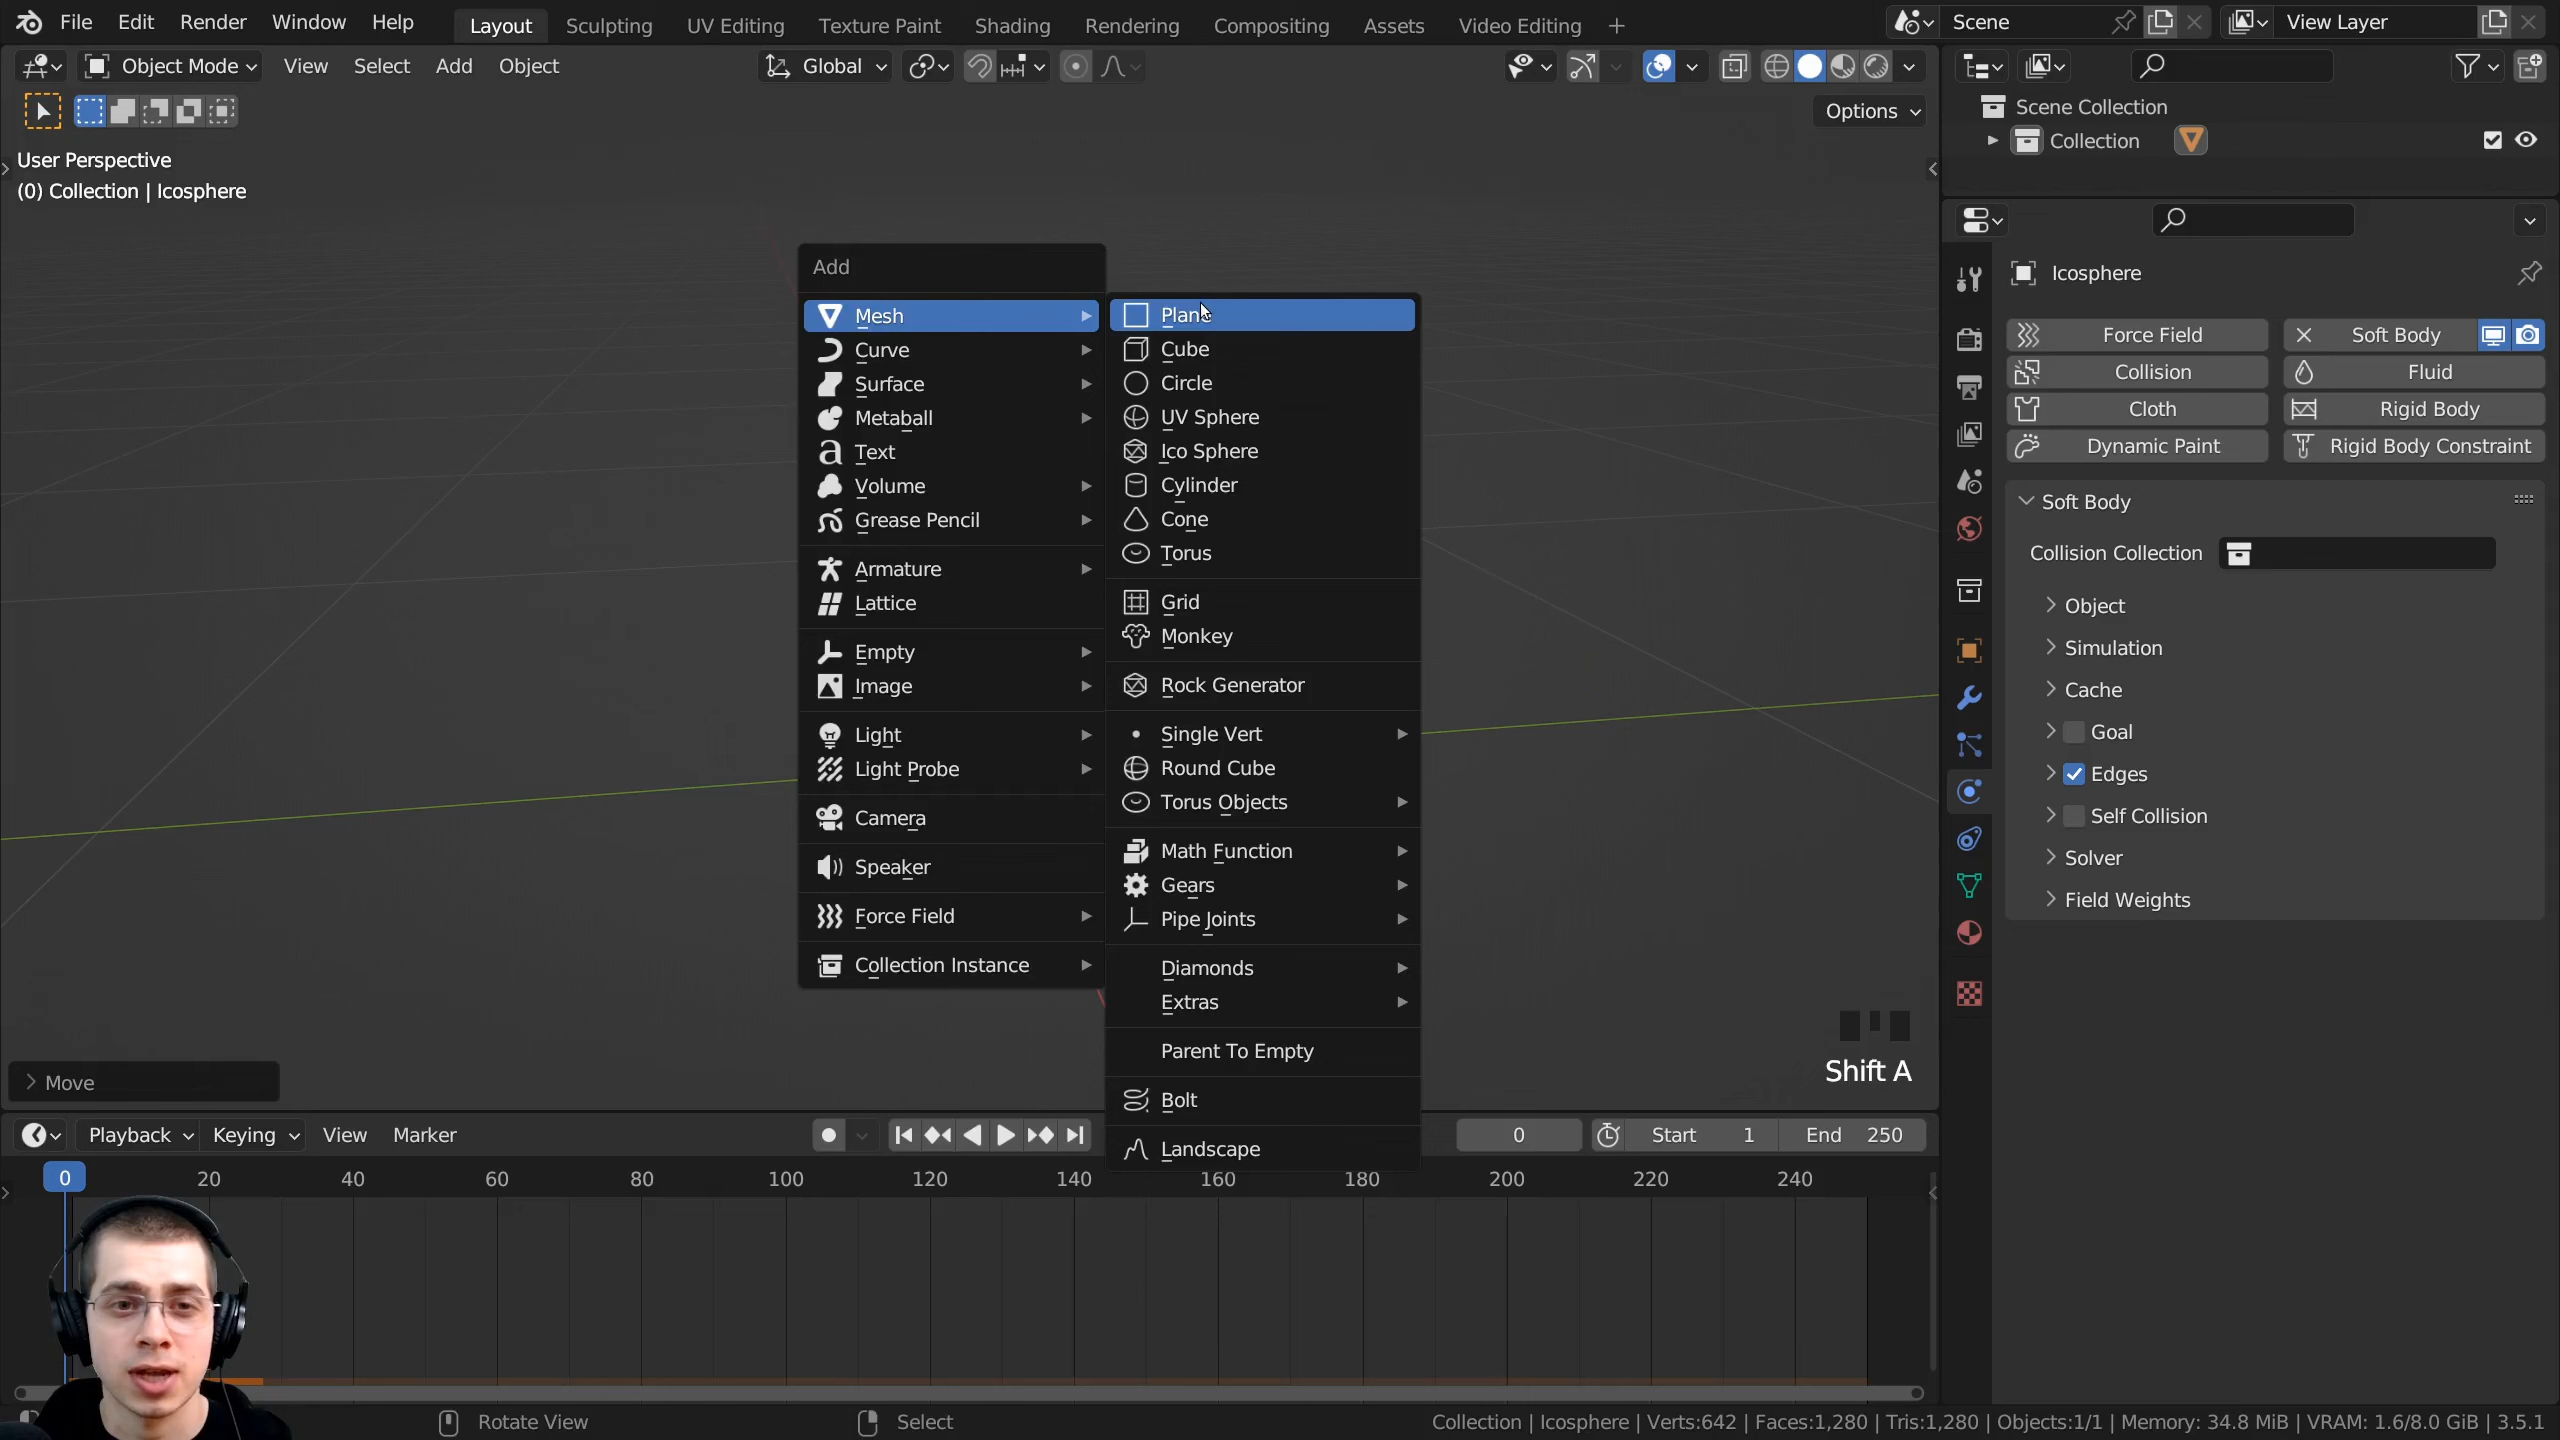 File Edit Render Window Help Layout Sculpting UV Editing Texture Paint Shading Rendering Compositing Assets Video Editing + Scene View Layer
Object Mode View Select Add Object Global
Options
User Perspective
(0) Collection | Icosphere
Scene Collection
Collection
Add
Mesh
Curve
Surface
Metaball
Text
Volume
Grease Pencil
Armature
Lattice
Empty
Image
Light
Light Probe
Camera
Speaker
Force Field
Collection Instance
Plane
Cube
Circle
UV Sphere
Ico Sphere
Cylinder
Cone
Torus
Grid
Monkey
Rock Generator
Single Vert
Round Cube
Torus Objects
Math Function
Gears
Pipe Joints
Diamonds
Extras
Parent To Empty
Bolt
Landscape
Icosphere
Force Field Soft Body
Collision Fluid
Cloth Rigid Body
Dynamic Paint Rigid Body Constraint
Soft Body
Collision Collection
Object
Simulation
Cache
Goal
Edges
Self Collision
Solver
Field Weights
Shift A
Move
Playback Keying View Marker 0 Start 1 End 250
0 20 40 60 80 100 120 140 160 180 200 220 240
Rotate View Select Collection | Icosphere | Verts:642 | Faces:1,280 | Tris:1,280 | Objects:1/1 | Memory: 34.8 MiB | VRAM: 1.6/8.0 GiB | 3.5.1